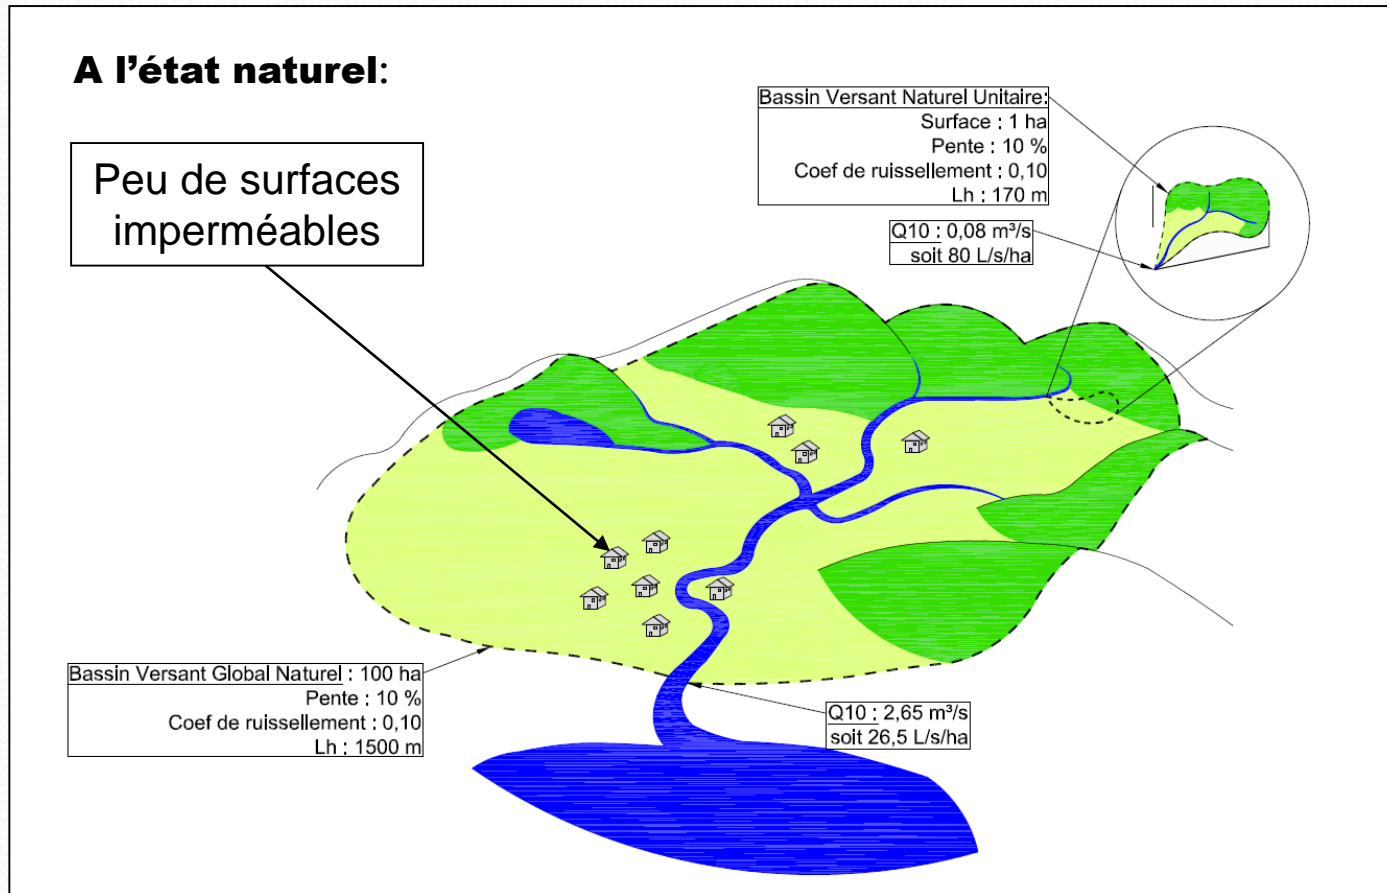 A l’état naturel:
Peu de surfaces
imperméables
Bassin Versant Naturel Unitaire:
Surface : 1 ha
Pente : 10 %
Coef de ruissellement : 0,10
Lh : 170 m
Q10 : 0,08 m³/s
soit 80 L/s/ha
Bassin Versant Global Naturel : 100 ha
Pente : 10 %
Coef de ruissellement : 0,10
Lh : 1500 m
Q10 : 2,65 m³/s
soit 26,5 L/s/ha